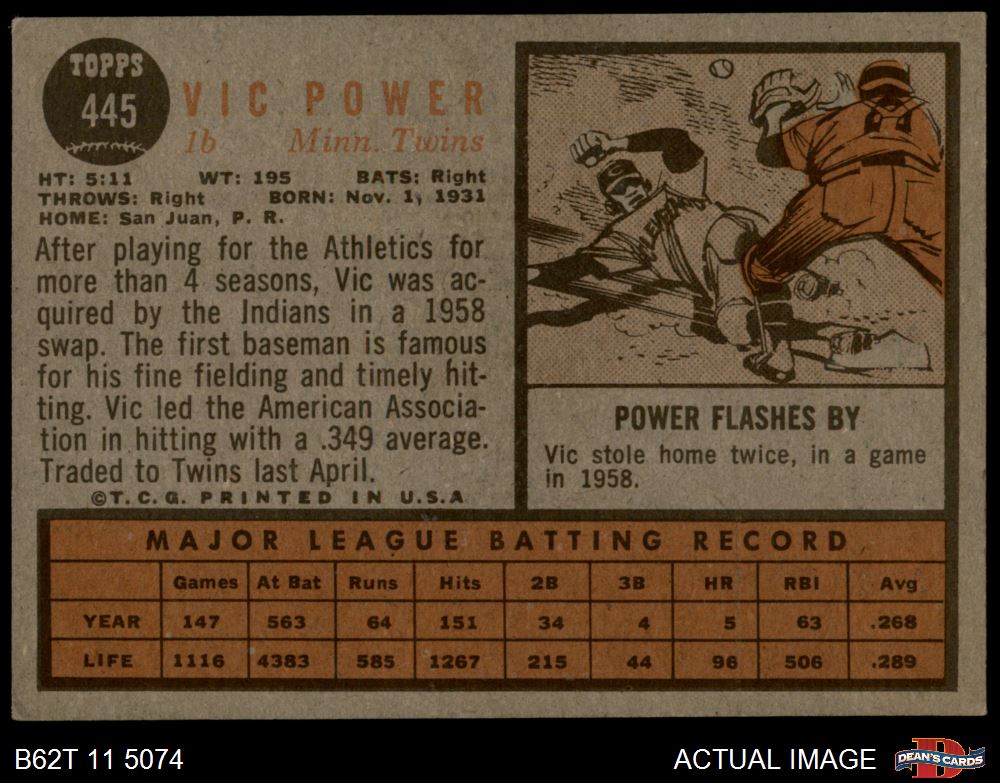 TOPPS
445
VIC POWER
1b Minn. Twins
HT: 5:11 WT: 195 BATS: Right
THROWS: Right BORN: Nov. 1, 1931
HOME: San Juan, P. R.
After playing for the Athletics for
more than 4 seasons, Vic was ac-
quired by the Indians in a 1958
swap. The first baseman is famous
for his fine fielding and timely hit-
ting. Vic led the American Associa-
tion in hitting with a .349 average.
Traded to Twins last April.
©T.C.G. PRINTED IN U.S.A
C
POWER FLASHES BY
Vic stole home twice, in a game
in 1958.
MAJOR LEAGUE BATTING RECORD
Games At Bat Runs Hits 2B 3B HR RBI Avg
YEAR 147 563 64 151 34 4 5 63 .268
LIFE 1116 4383 585 1267 215 44 96 506 .289
B62T 11 5074
ACTUAL IMAGE
D
DEAN'S CARDS